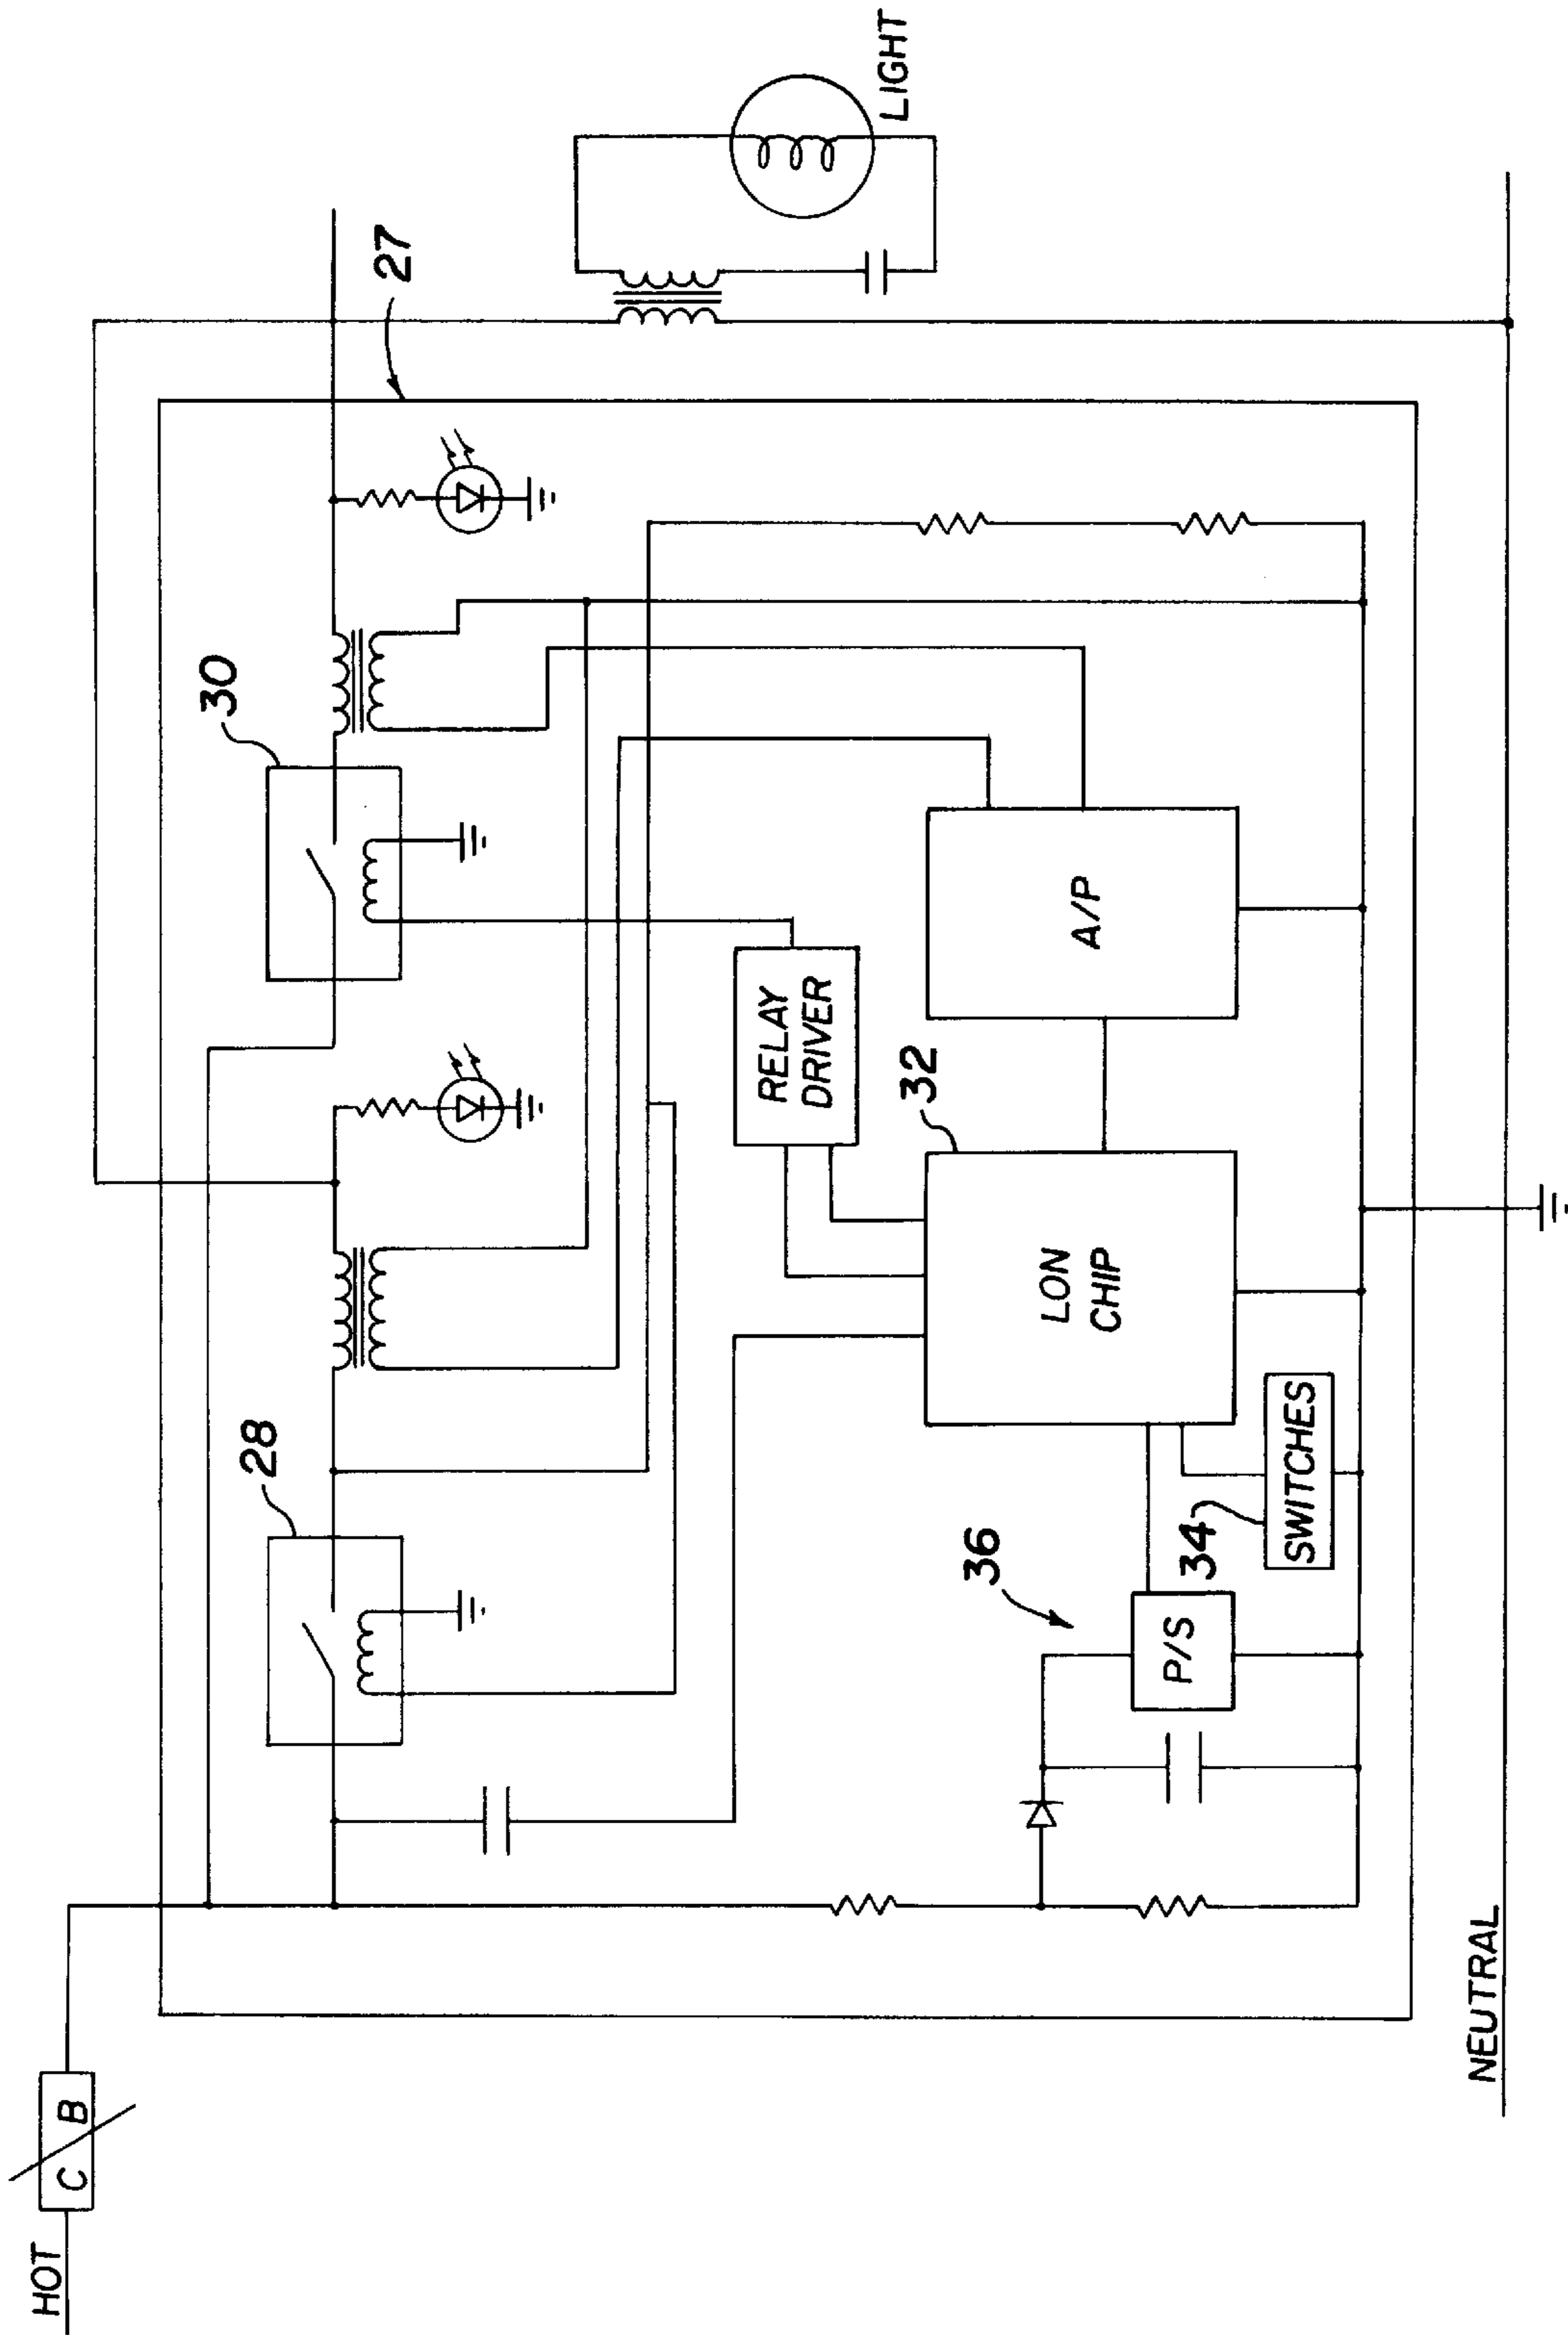 HOT
C B
28
30
27
LIGHT
RELAY
DRIVER
36
P/S
34
SWITCHES
32
LON
CHIP
A/P
NEUTRAL